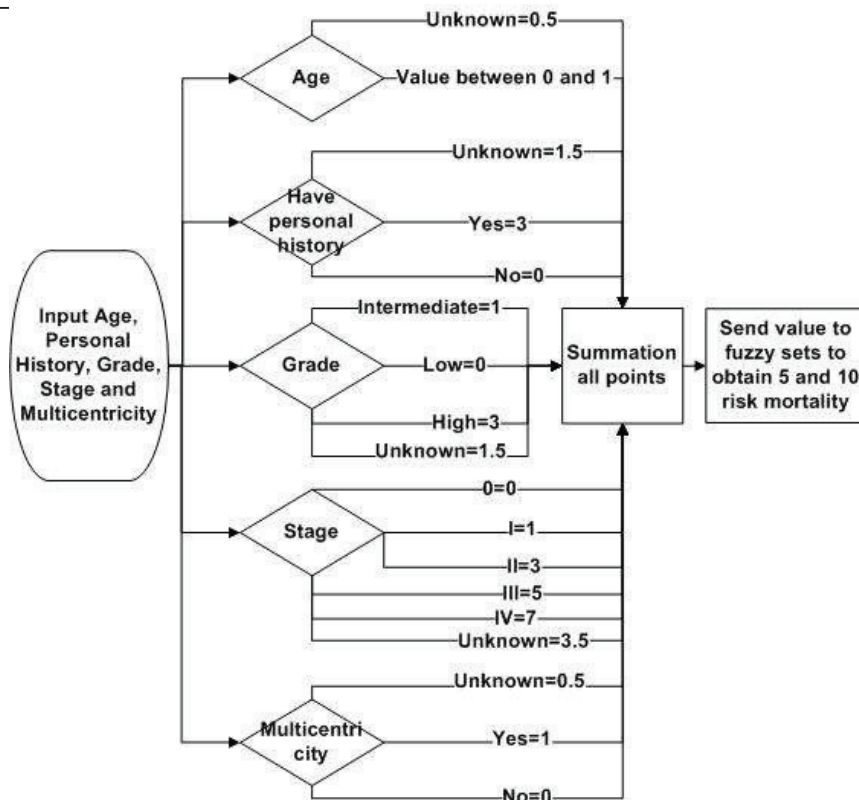 Unknown=0.5
Age
Value between 0 and 1
Unknown=1.5
Have
personal
history
Yes=3
No=0
Input Age,
Personal
History, Grade,
Stage and
Multicentricity
Intermediate=1
Grade
Low=0
High=3
Unknown=1.5
Summation
all points
Send value to
fuzzy sets to
obtain 5 and 10
risk mortality
0=0
Stage
I=1
II=3
III=5
IV=7
Unknown=3.5
Unknown=0.5
Multicentri
city
Yes=1
No=0